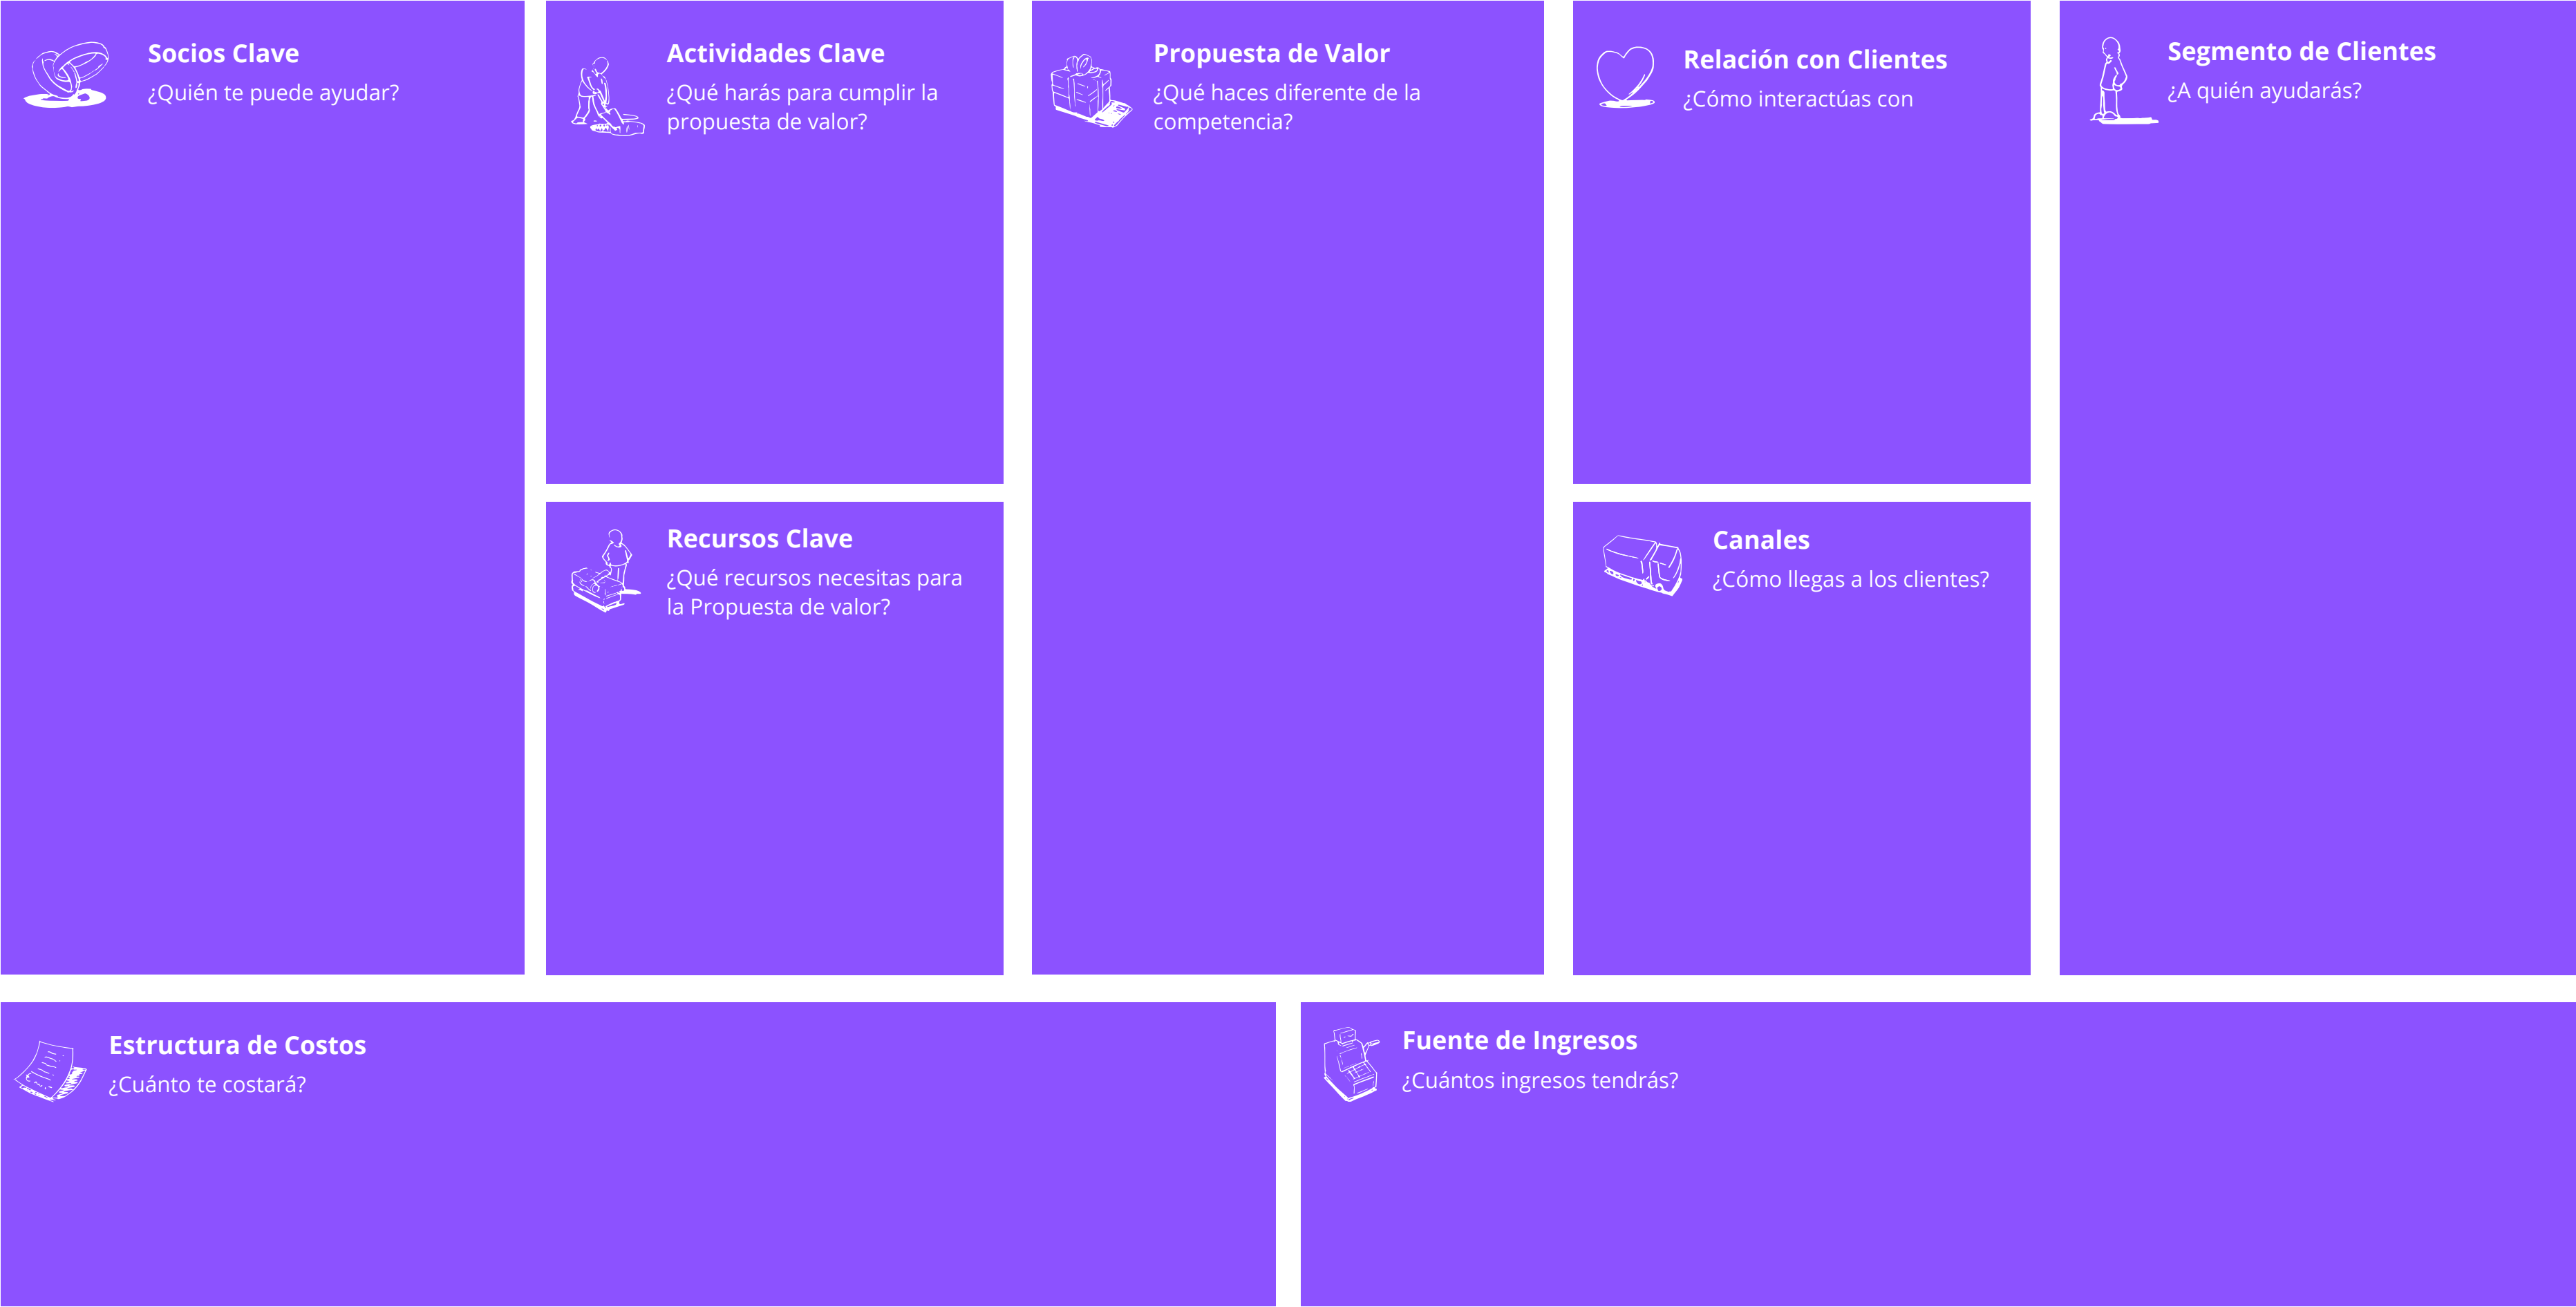 Socios Clave
¿Quién te puede ayudar?
Actividades Clave
¿Qué harás para cumplir la
propuesta de valor?
Recursos Clave
¿Qué recursos necesitas para
la Propuesta de valor?
Propuesta de Valor
¿Qué haces diferente de la
competencia?
Relación con Clientes
¿Cómo interactúas con
Canales
¿Cómo llegas a los clientes?
Segmento de Clientes
¿A quién ayudarás?
Estructura de Costos
¿Cuánto te costará?
Fuente de Ingresos
¿Cuántos ingresos tendrás?